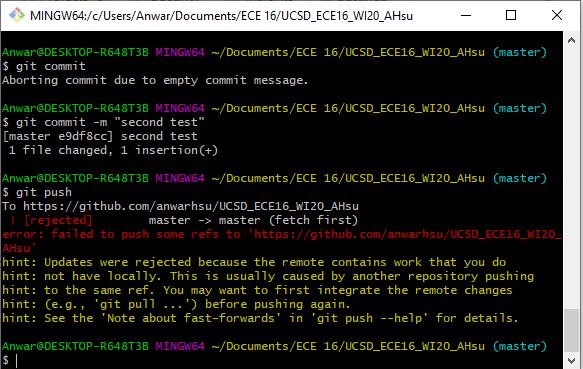 MINGW64:/c/Users/Anwar/Documents/ECE 16/UCSD_ECE16_WI20_AHsu
Anwar@DESKTOP-R648T3B MINGW64 ~/Documents/ECE 16/UCSD_ECE16_WI20_AHsu (master)
$ git commit
Aborting commit due to empty commit message.
Anwar@DESKTOP-R648T3B MINGW64 ~/Documents/ECE 16/UCSD_ECE16_WI20_AHsu (master)
$ git commit -m "second test"
[master e9df8cc] second test
 1 file changed, 1 insertion(+)
Anwar@DESKTOP-R648T3B MINGW64 ~/Documents/ECE 16/UCSD_ECE16_WI20_AHsu (master)
$ git push
To https://github.com/anwarhsu/UCSD_ECE16_WI20_AHsu
 ! [rejected]        master -> master (fetch first)
error: failed to push some refs to 'https://github.com/anwarhsu/UCSD_ECE16_WI20_
AHsu'
hint: Updates were rejected because the remote contains work that you do
hint: not have locally. This is usually caused by another repository pushing
hint: to the same ref. You may want to first integrate the remote changes
hint: (e.g., 'git pull ...') before pushing again.
hint: See the 'Note about fast-forwards' in 'git push --help' for details.
Anwar@DESKTOP-R648T3B MINGW64 ~/Documents/ECE 16/UCSD_ECE16_WI20_AHsu (master)
$